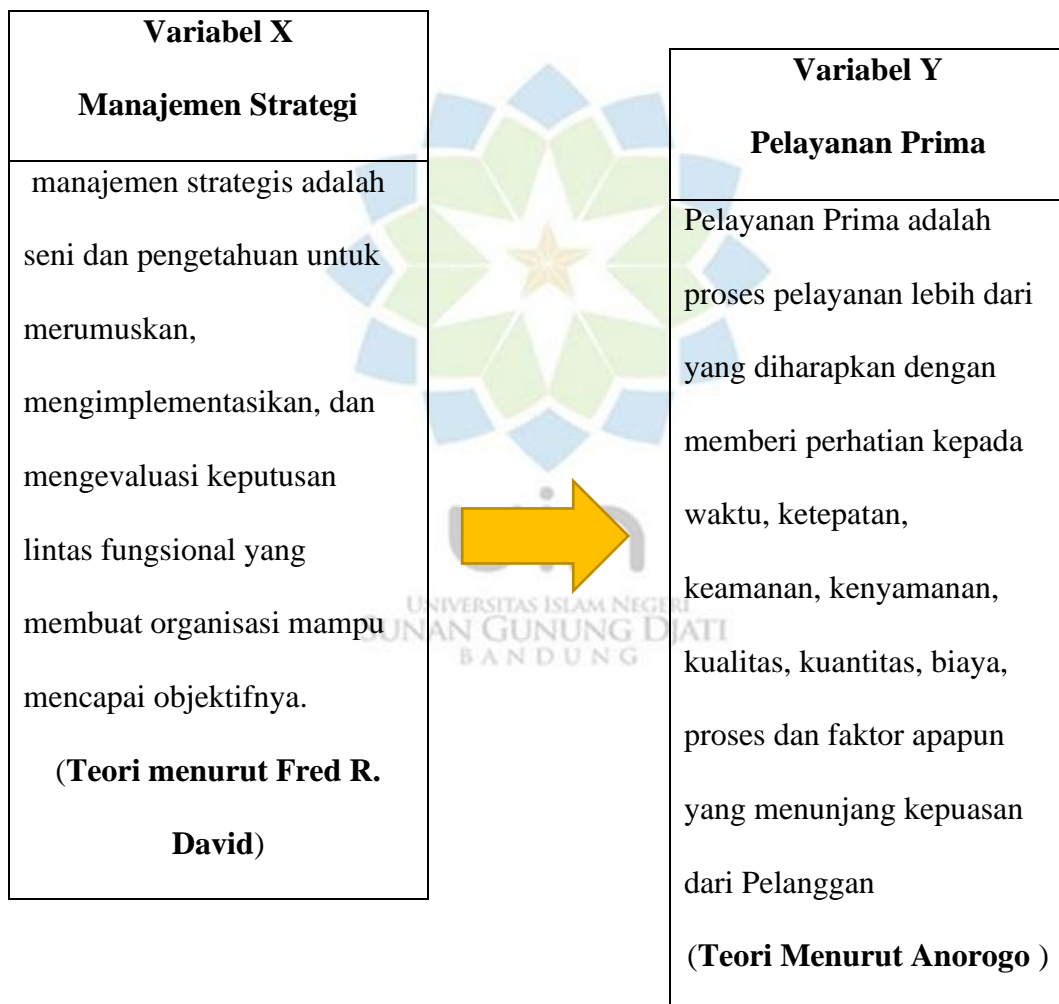 Variabel X
Manajemen Strategi
manajemen strategis adalah
seni dan pengetahuan untuk
merumuskan,
mengimplementasikan, dan
mengevaluasi keputusan
lintas fungsional yang
membuat organisasi mampu
mencapai objektifnya.
(Teori menurut Fred R.
David)
UNIVERSITAS ISLAM NEGERI
SUNAN GUNUNG DJATI
BANDUNG
Variabel Y
Pelayanan Prima
Pelayanan Prima adalah
proses pelayanan lebih dari
yang diharapkan dengan
memberi perhatian kepada
waktu, ketepatan,
keamanan, kenyamanan,
kualitas, kuantitas, biaya,
proses dan faktor apapun
yang menunjang kepuasan
dari Pelanggan
(Teori Menurut Anorogo )